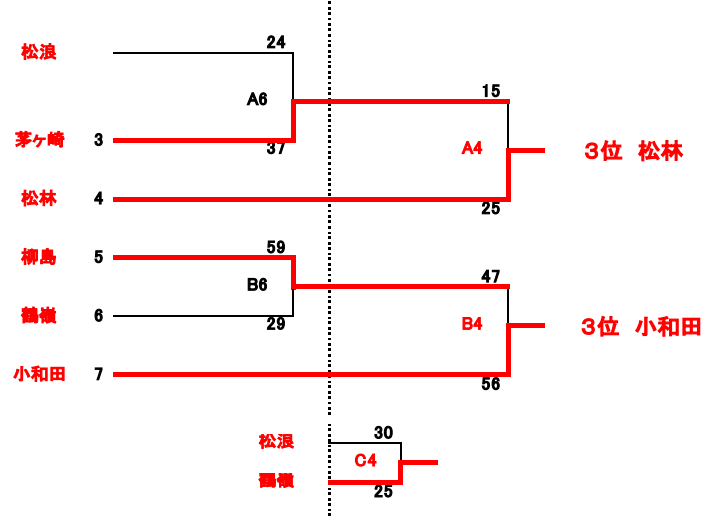 24
松浪
A6
15
茅ヶ崎 3
37
A4
3位 松林
松林 4
25
59
柳島 5
47
B6
鶴嶺 6
29
B4
3位 小和田
小和田 7
56
30
松浪
C4
鶴嶺
25